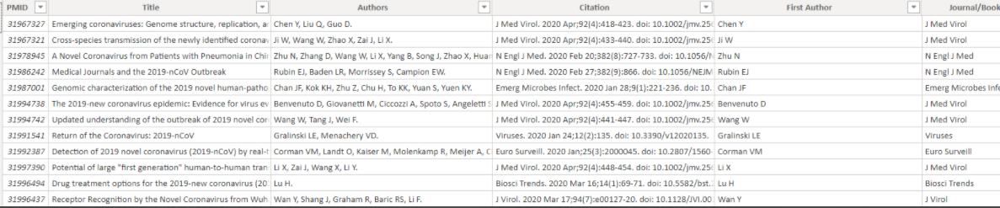 PMID Title Authors Citation First Author Journal/Book
31967327 Emerging coronaviruses: Genome structure, replication, a Chen Y, Liu Q, Guo D. J Med Virol. 2020 Apr;92(4):418-423. doi: 10.1002/jmv.25 Chen Y J Med Virol
31967321 Cross-species transmission of the newly identified corona Ji W, Wang W, Zhao X, Zai J, Li X. J Med Virol. 2020 Apr;92(4):433-440. doi: 10.1002/jmv.25 Ji W J Med Virol
31978945 A Novel Coronavirus from Patients with Pneumonia in Chi Zhu N, Zhang D, Wang W, Li X, Yang B, Song J, Zhao X, Hua N Engl J Med. 2020 Feb 20;382(8):727-733. doi: 10.1056/N Zhu N N Engl J Med
31986242 Medical Journals and the 2019-nCoV Outbreak Rubin EJ, Baden LR, Morrissey S, Campion EW. N Engl J Med. 2020 Feb 27;382(9):866. doi: 10.1056/NEJM Rubin EJ N Engl J Med
31987001 Genomic characterization of the 2019 novel human-patho Chan JF, Kok KH, Zhu Z, Chu H, To KK, Yuan S, Yuen KY. Emerg Microbes Infect. 2020 Jan 28;9(1):221-236. doi: 10. Chan JF Emerg Microbes Infe
31994738 The 2019-new coronavirus epidemic: Evidence for virus ev Benvenuto D, Giovanetti M, Ciccozzi A, Spoto S, Angeletti S J Med Virol. 2020 Apr;92(4):455-459. doi: 10.1002/jmv.25 Benvenuto D J Med Virol
31994742 Updated understanding of the outbreak of 2019 novel cor Wang W, Tang J, Wei F. J Med Virol. 2020 Apr;92(4):441-447. doi: 10.1002/jmv.25 Wang W J Med Virol
31991541 Return of the Coronavirus: 2019-nCoV Gralinski LE, Menachery VD. Viruses. 2020 Jan 24;12(2):135. doi: 10.3390/v12020135. Gralinski LE Viruses
31992387 Detection of 2019 novel coronavirus (2019-nCoV) by real-t Corman VM, Landt O, Kaiser M, Molenkamp R, Meijer A, C Euro Surveill. 2020 Jan;25(3):2000045. doi: 10.2807/1560- Corman VM Euro Surveill
31997390 Potential of large "first generation" human-to-human tran Li X, Zai J, Wang X, Li Y. J Med Virol. 2020 Apr;92(4):448-454. doi: 10.1002/jmv.25 Li X J Med Virol
31996494 Drug treatment options for the 2019-new coronavirus (20 Lu H. Biosci Trends. 2020 Mar 16;14(1):69-71. doi: 10.5582/bst. Lu H Biosci Trends
31996437 Receptor Recognition by the Novel Coronavirus from Wuh Wan Y, Shang J, Graham R, Baric RS, Li F. J Virol. 2020 Mar 17;94(7):e00127-20. doi: 10.1128/JVI.00 Wan Y J Virol